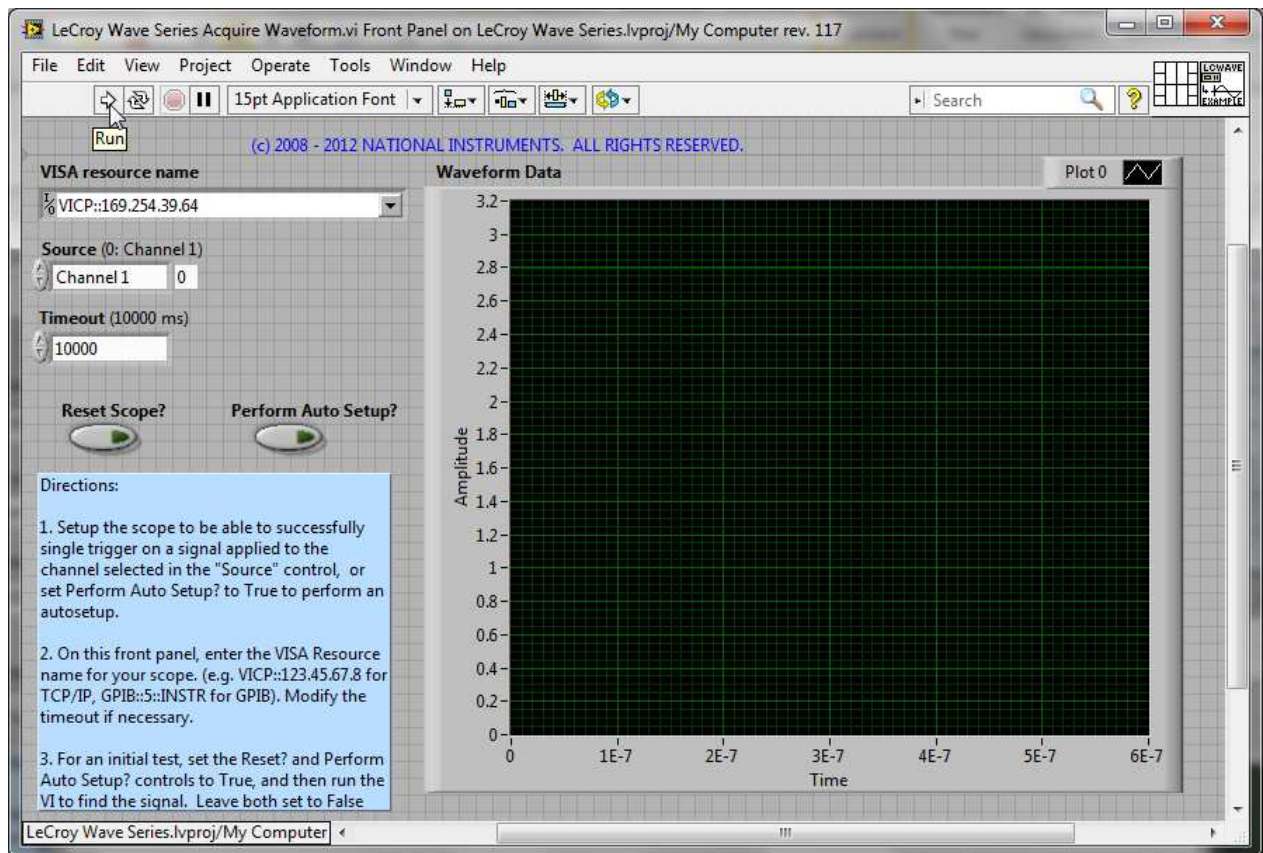 LeCroy Wave Series Acquire Waveform.vi Front Panel on LeCroy Wave Series.lvproj/My Computer rev. 117
File Edit View Project Operate Tools Window Help
LCWAVE
EXAMPLE
15pt Application Font
Search
Run
(c) 2008 - 2012 NATIONAL INSTRUMENTS. ALL RIGHTS RESERVED.
VISA resource name
VICP::169.254.39.64
Source (0: Channel 1)
Channel 1 0
Timeout (10000 ms)
10000
Reset Scope? Perform Auto Setup?
Directions:
1. Setup the scope to be able to successfully
single trigger on a signal applied to the
channel selected in the "Source" control, or
set Perform Auto Setup? to True to perform an
autosetup.
2. On this front panel, enter the VISA Resource
name for your scope. (e.g. VICP::123.45.67.8 for
TCP/IP, GPIB::5::INSTR for GPIB). Modify the
timeout if necessary.
3. For an initial test, set the Reset? and Perform
Auto Setup? controls to True, and then run the
VI to find the signal. Leave both set to False
Waveform Data
Plot 0
3.2
3
2.8
2.6
2.4
2.2
2
1.8
1.6
1.4
1.2
1
0.8
0.6
0.4
0.2
0
Amplitude
0 1E-7 2E-7 3E-7 4E-7 5E-7 6E-7
Time
LeCroy Wave Series.lvproj/My Computer